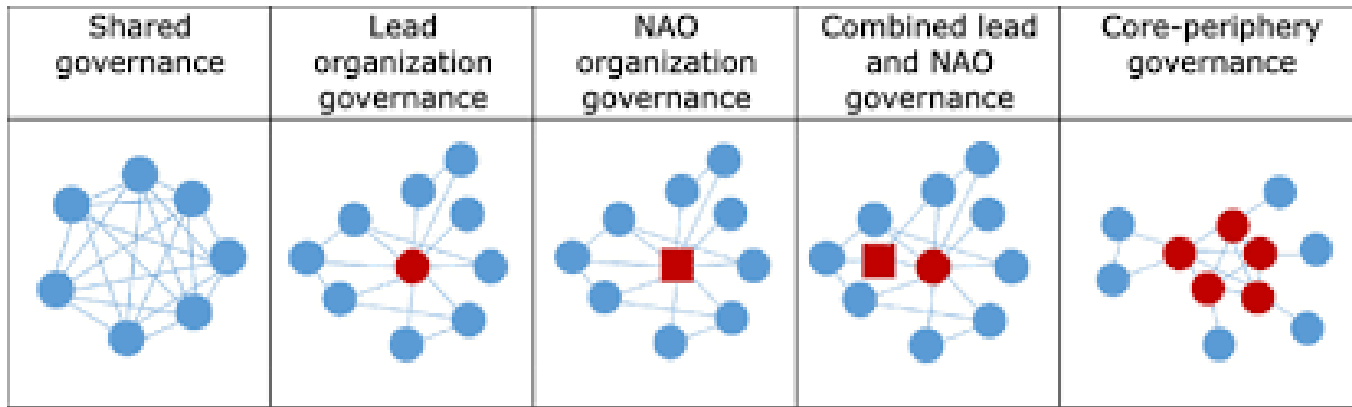 Shared
governance
Lead
organization
governance
NAO
organization
governance
Combined lead
and NAO
governance
Core-periphery
governance